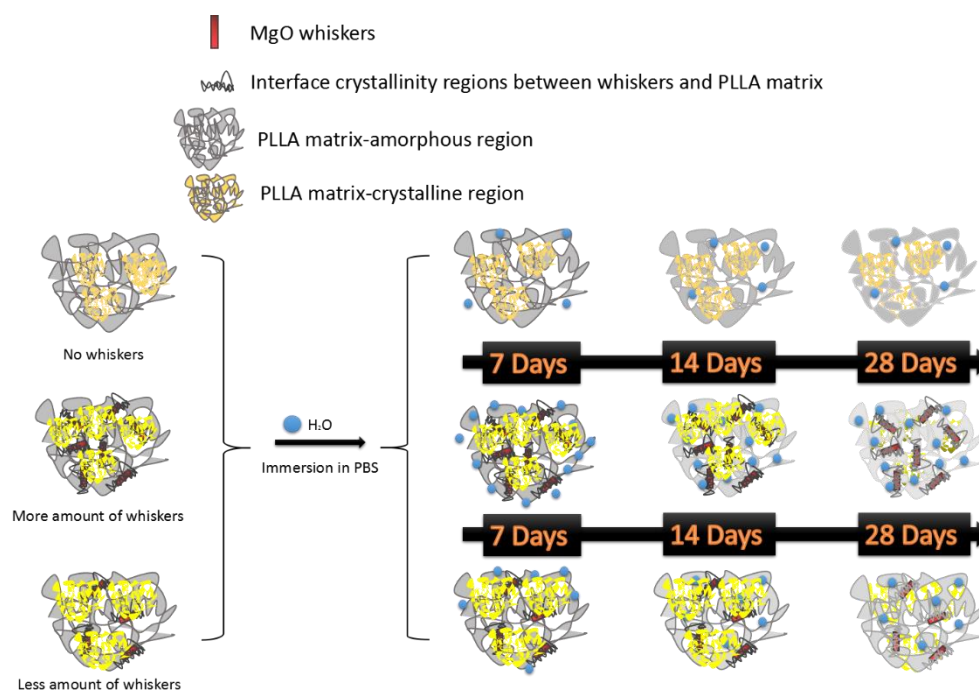 MgO whiskers
Interface crystallinity regions between whiskers and PLLA matrix
PLLA matrix-amorphous region
PLLA matrix-crystalline region
No whiskers
7 Days
14 Days
28 Days
H₂O
Immersion in PBS
More amount of whiskers
7 Days
14 Days
28 Days
Less amount of whiskers